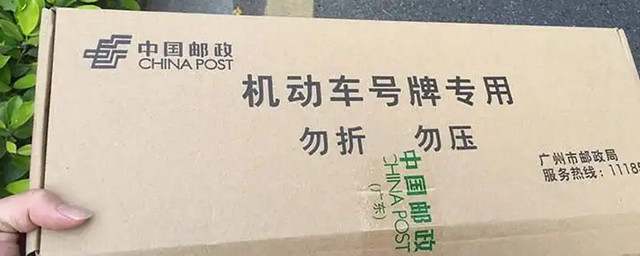 中国邮政
CHINA POST
机动车号牌专用
勿折 勿压
中国邮政
CHINA POST
(广东)
广州市邮政局
服务热线：11185